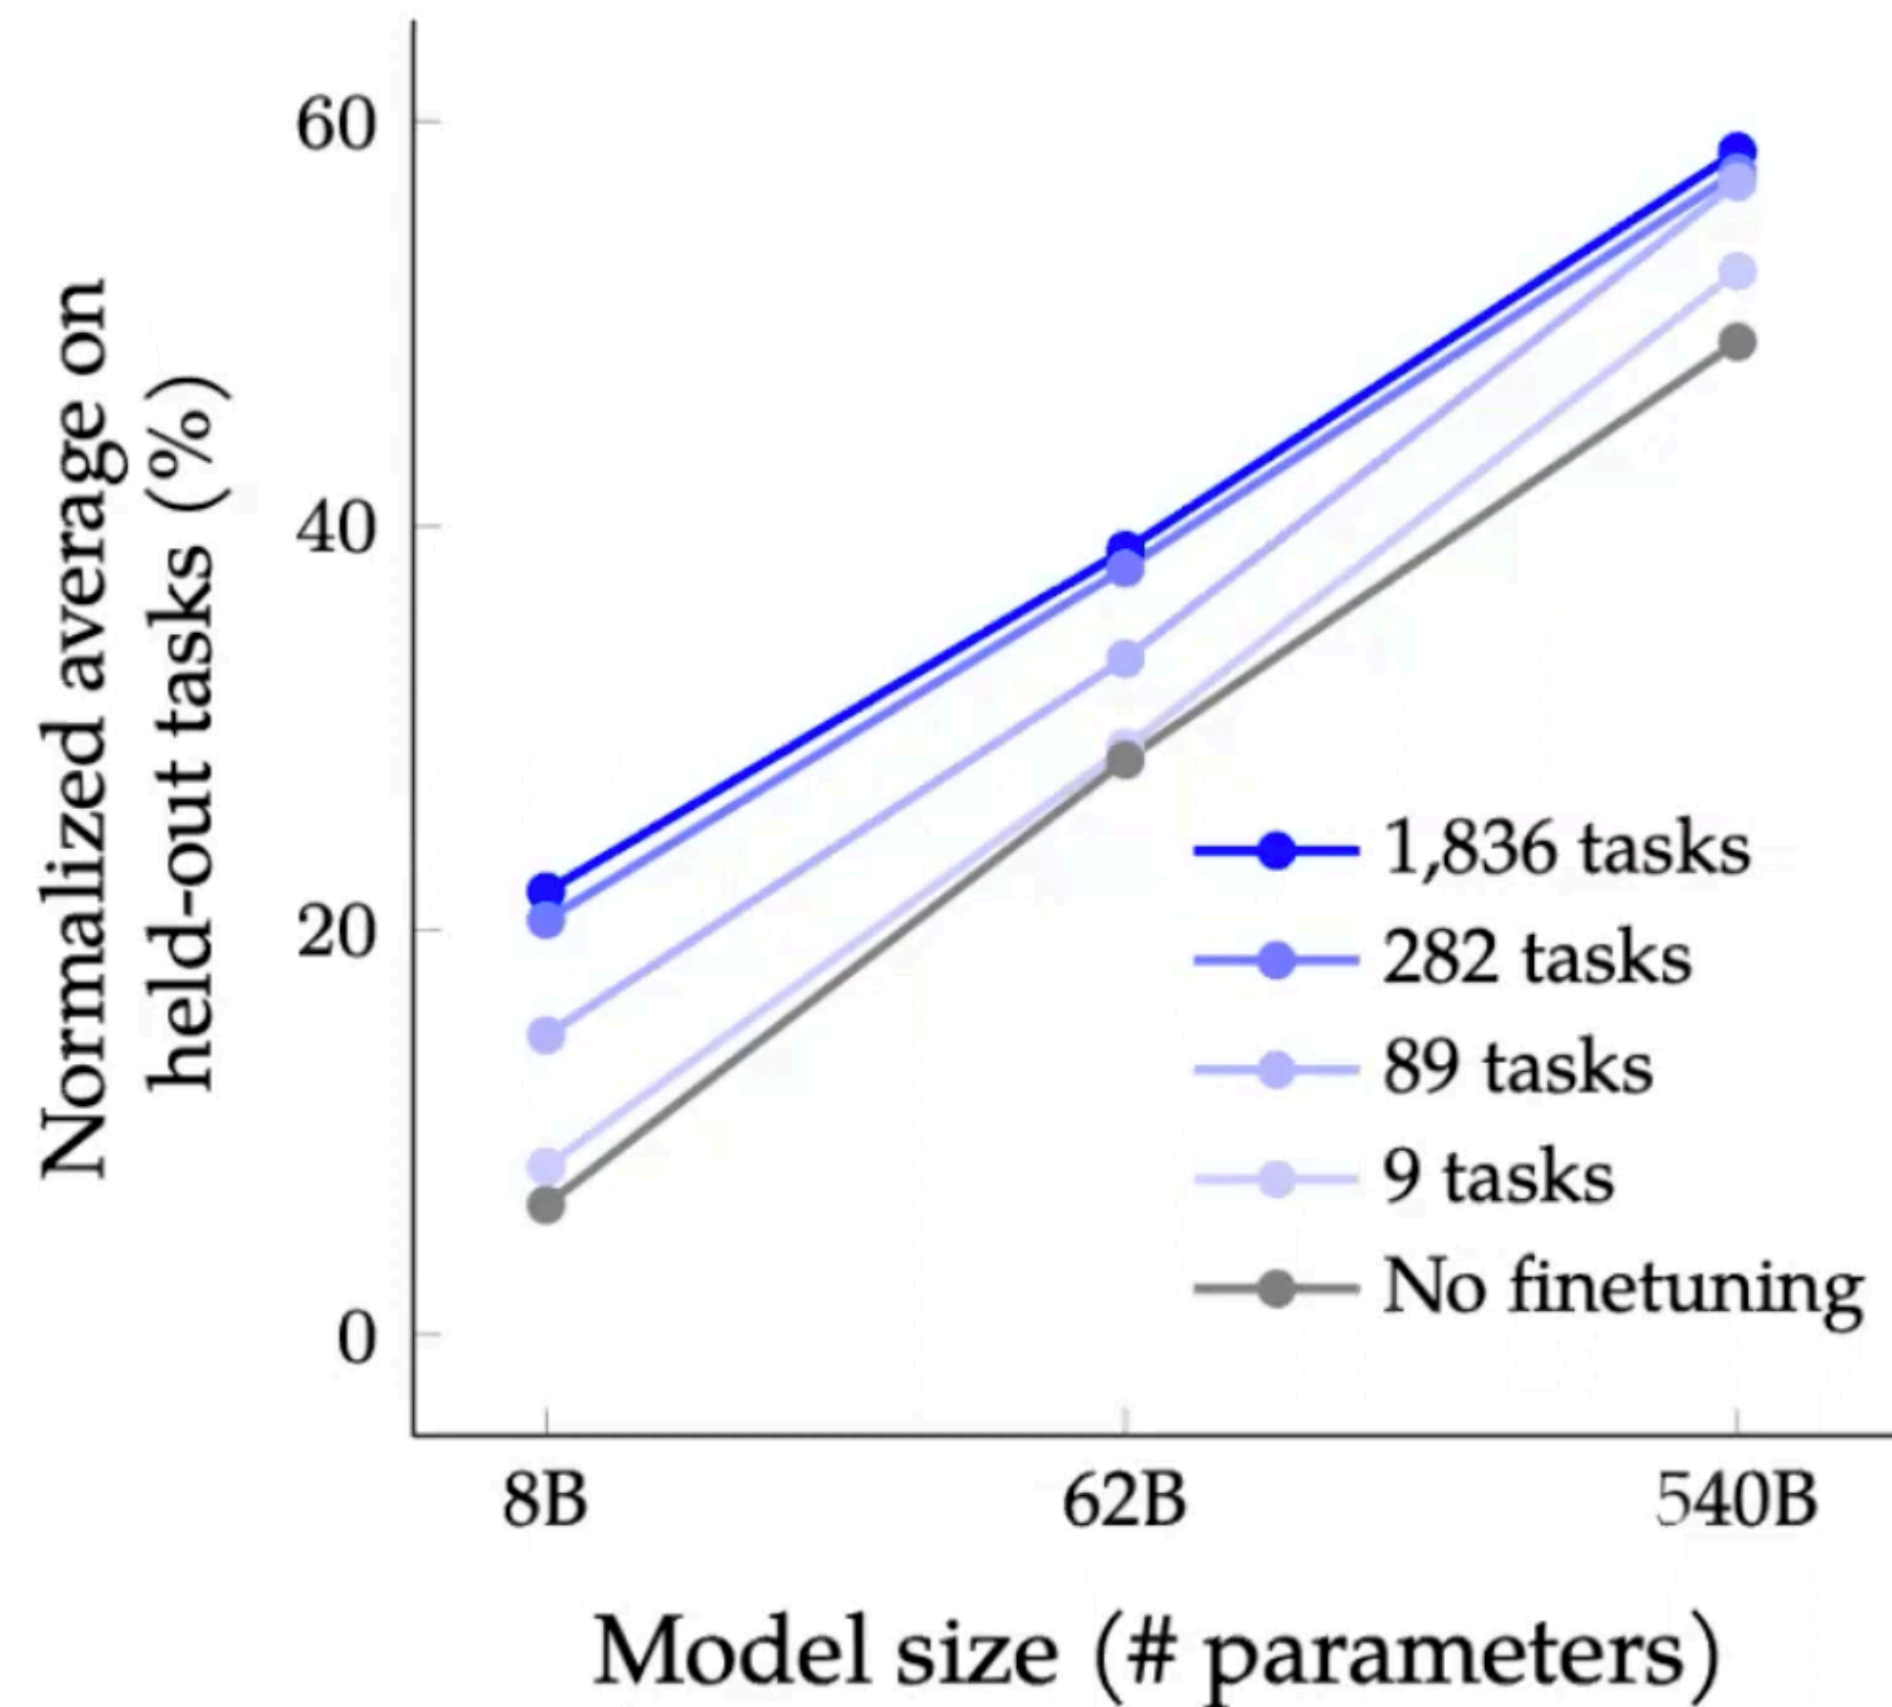 Normalized average on
held-out tasks (%)
60
40
20
0
1,836 tasks
282 tasks
89 tasks
9 tasks
No finetuning
8B 62B 540B
Model size (# parameters)